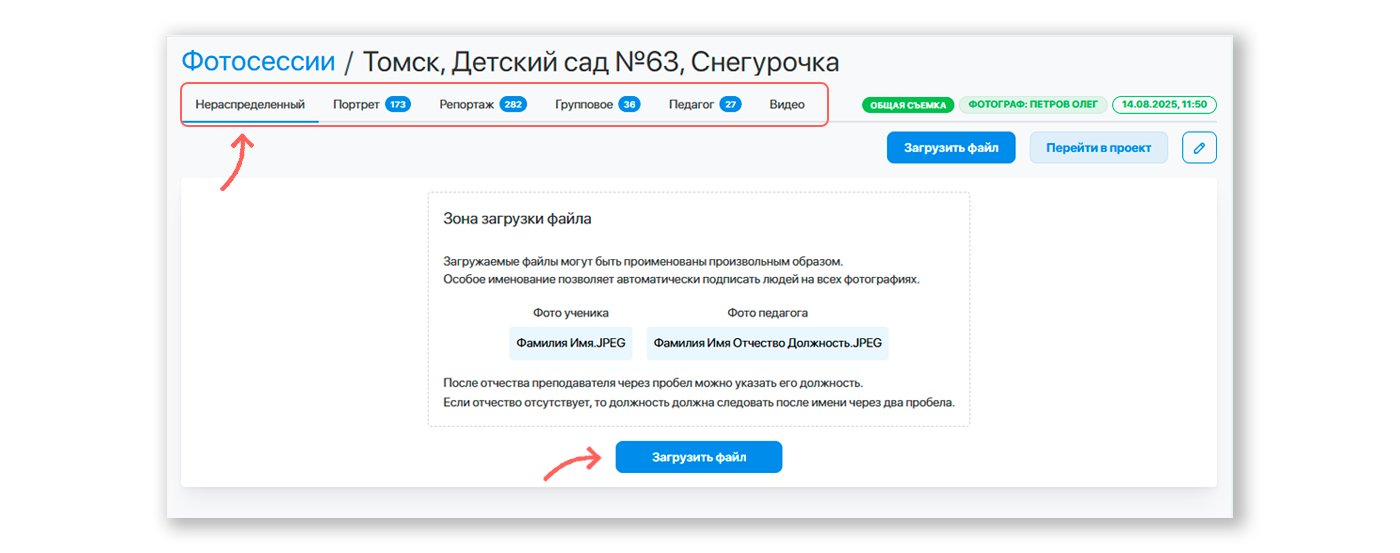 Фотосессии / Томск, Детский сад №63, Снегурочка
Нераспределенный Портрет 173 Репортаж 282 Групповое 36 Педагог 27 Видео ОБЩАЯ СЪЕМКА ФОТОГРАФ: ПЕТРОВ ОЛЕГ 14.08.2025, 11:50
Загрузить файл Перейти в проект
Зона загрузки файла
Загружаемые файлы могут быть проименованы произвольным образом.
Особое именование позволяет автоматически подписать людей на всех фотографиях.
Фото ученика Фото педагога
Фамилия Имя.JPEG Фамилия Имя Отчество Должность.JPEG
После отчества преподавателя через пробел можно указать его должность.
Если отчество отсутствует, то должность должна следовать после имени через два пробела.
Загрузить файл